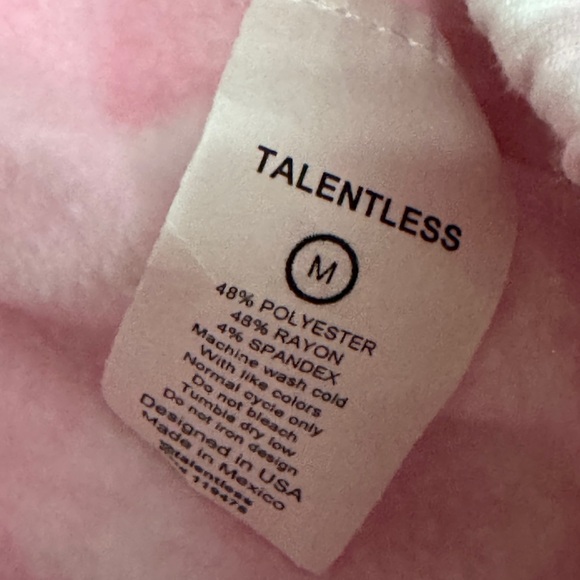 TALENTLESS
M
48% POLYESTER
48% RAYON
4% SPANDEX
Machine wash cold
With like colors
Normal cycle only
Do not bleach
Tumble dry low
Do not iron design
Designed in USA
Made in Mexico
@talentless
119476